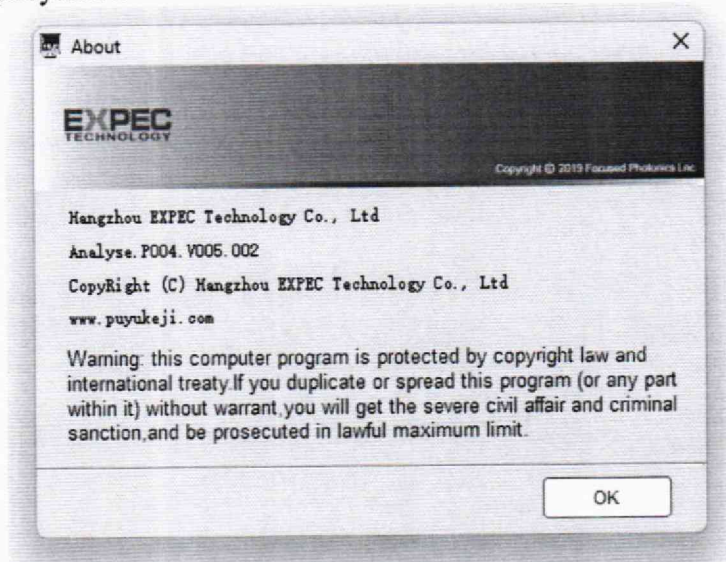 About
EXPEC
TECHNOLOGY
Copyright © 2019 Focused Photonics Lnc
Hangzhou EXPEC Technology Co., Ltd
Analyse.P004.V005.002
CopyRight (C) Hangzhou EXPEC Technology Co., Ltd
www.puyukeji.com
Warning: this computer program is protected by copyright law and
international treaty.If you duplicate or spread this program (or any part
within it) without warrant,you will get the severe civil affair and criminal
sanction,and be prosecuted in lawful maximum limit.
OK